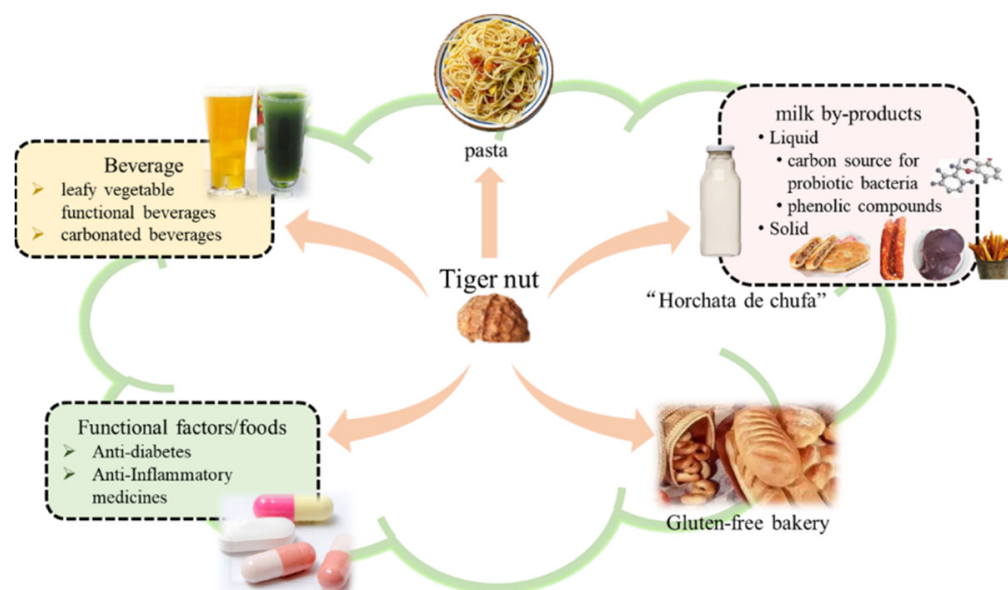 pasta
milk by-products
• Liquid
• carbon source for
probiotic bacteria
• phenolic compounds
• Solid
Beverage
➢ leafy vegetable
functional beverages
➢ carbonated beverages
Tiger nut
“Horchata de chufa”
Functional factors/foods
➢ Anti-diabetes
➢ Anti-Inflammatory
medicines
Gluten-free bakery